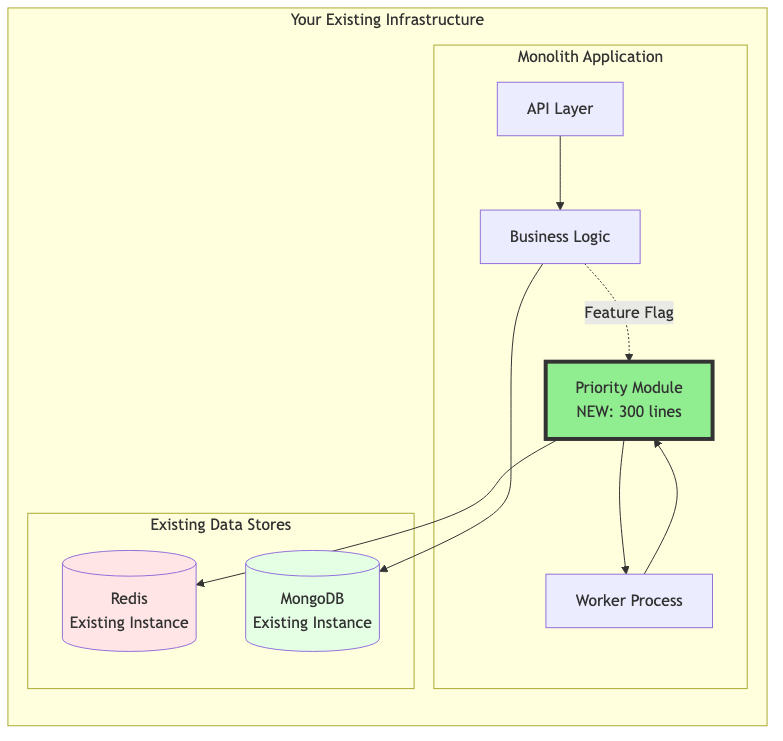 Your Existing Infrastructure
Monolith Application
API Layer
Business Logic
Feature Flag
Priority Module
NEW: 300 lines
Existing Data Stores
Redis
Existing Instance
MongoDB
Existing Instance
Worker Process